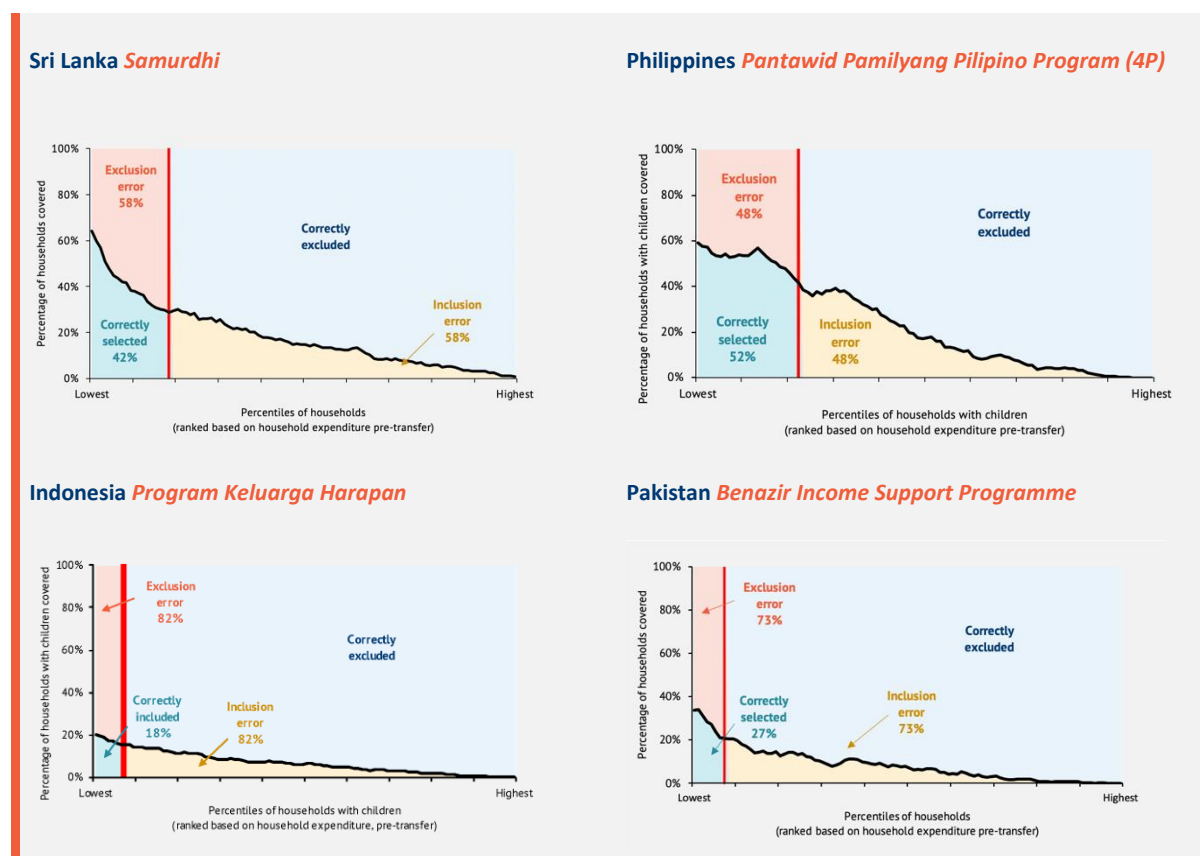 Sri Lanka Samurdhi
Percentage of households covered
100%
80%
60%
40%
20%
0%
Exclusion
error
58%
Correctly
excluded
Correctly
selected
42%
Inclusion
error
58%
Lowest
Highest
Percentiles of households
(ranked based on household expenditure pre-transfer)
Philippines Pantawid Pamilyang Pilipino Program (4P)
Percentage of households with children covered
100%
80%
60%
40%
20%
0%
Exclusion
error
48%
Correctly
excluded
Correctly
selected
52%
Inclusion
error
48%
Lowest
Highest
Percentiles of households with children
(ranked based on household expenditure pre-transfer)
Indonesia Program Keluarga Harapan
Percentage of households with children covered
100%
80%
60%
40%
20%
0%
Exclusion
error
82%
Correctly
excluded
Correctly
included
18%
Inclusion
error
82%
Lowest
Highest
Percentiles of households with children
(ranked based on household expenditure, pre-transfer)
Pakistan Benazir Income Support Programme
Percentage of households covered
100%
80%
60%
40%
20%
0%
Exclusion
error
73%
Correctly
excluded
Correctly
selected
27%
Inclusion
error
73%
Lowest
Highest
Percentiles of households
(ranked based on household expenditure pre-transfer)